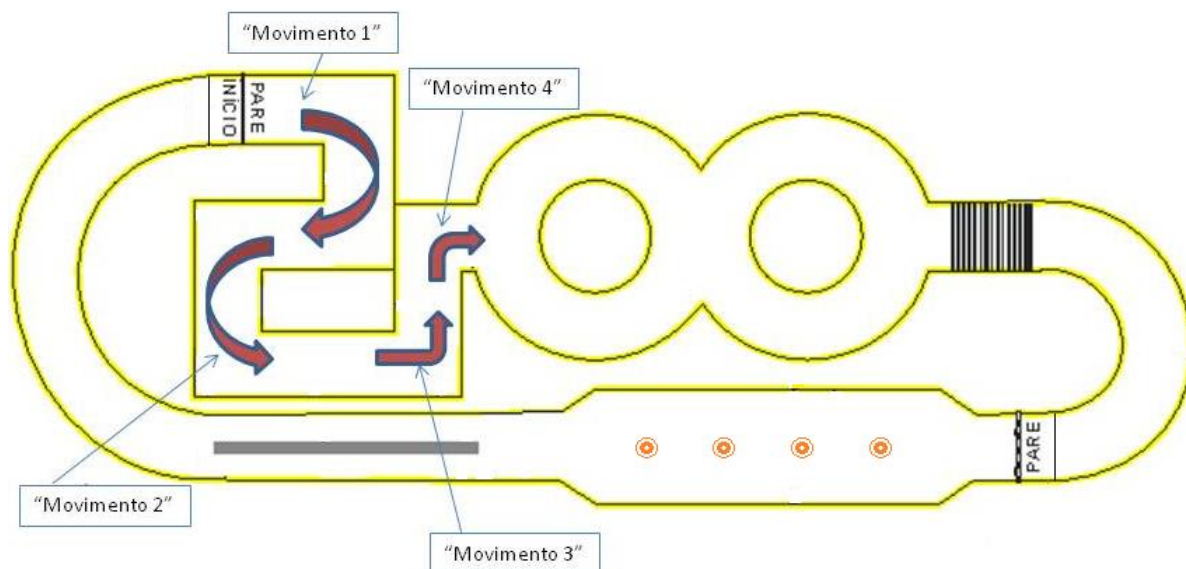 “Movimento 1”
“Movimento 4”
INÍCIO
PARE
PARE
“Movimento 2”
“Movimento 3”